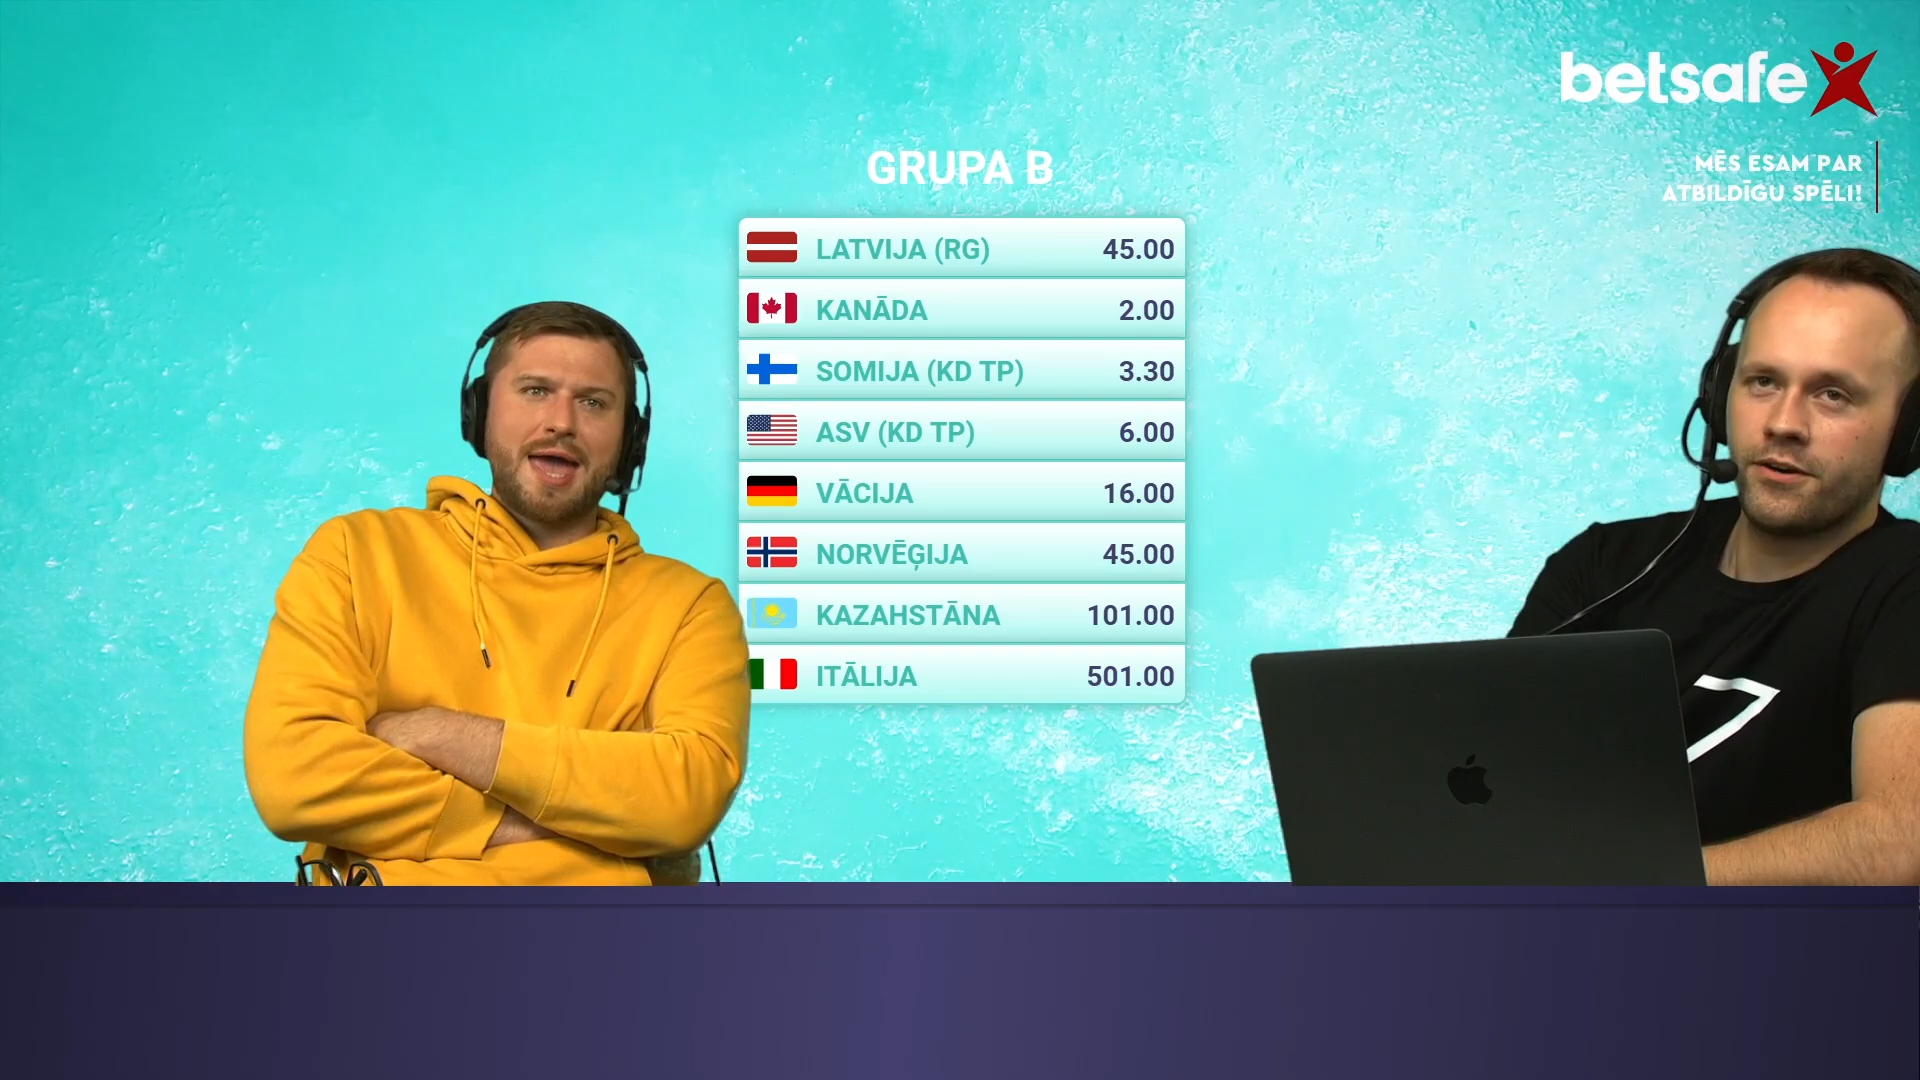 betsafe
MĒS ESAM PAR
ATBILDĪGU SPĒLI!
GRUPA B
LATVIJA (RG) 45.00
KANĀDA 2.00
SOMIJA (KD TP) 3.30
ASV (KD TP) 6.00
VĀCIJA 16.00
NORVĒĢIJA 45.00
KAZAHSTĀNA 101.00
ITĀLIJA 501.00